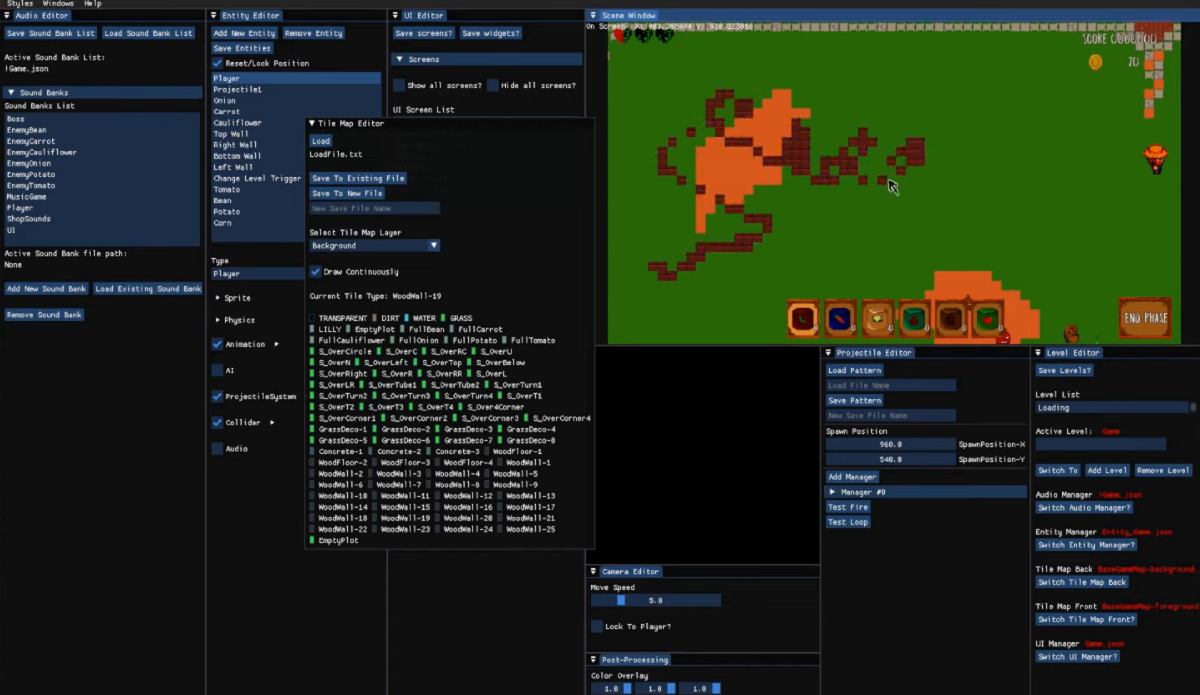 Styles Windows Help
Audio Editor
Save Sound Bank List Load Sound Bank List
Active Sound Bank List:
!Game.json
Sound Banks
Sound Banks List
Boss
EnemyBean
EnemyCarrot
EnemyCauliflower
EnemyOnion
EnemyPotato
EnemyTomato
MusicGame
Player
ShopSounds
UI
Active Sound Bank file path:
None
Add New Sound Bank Load Existing Sound Bank
Remove Sound Bank
Entity Editor
Add New Entity Remove Entity
Save Entities
Reset/Lock Position
Player
Projectile1
Onion
Carrot
Cauliflower
Top Wall
Right Wall
Bottom Wall
Left Wall
Change Level Trigger
Tomato
Bean
Potato
Corn
Type
Player
Sprite
Physics
Animation
AI
ProjectileSystem
Collider
Audio
UI Editor
Save screens? Save widgets?
Screens
Show all screens? Hide all screens?
UI Screen List
Tile Map Editor
Load
LoadFile.txt
Save To Existing File
Save To New File
New Save File Name
Select Tile Map Layer
Background
Draw Continuously
Current Tile Type: WoodWall-19
TRANSPARENT DIRT WATER GRASS
LILLY EmptyPlot FullBean FullCarrot
FullCauliflower FullOnion FullPotato FullTomato
S_OverCircle S_OverC S_OverRC S_OverU
S_OverN S_OverLeft S_OverTop S_OverBelow
S_OverRight S_OverR S_OverRR S_OverL
S_OverLR S_OverTube1 S_OverTube2 S_OverTurn1
S_OverTurn2 S_OverTurn3 S_OverTurn4 S_OverT1
S_OverT2 S_OverT3 S_OverT4 S_Over4Corner
S_OverCorner1 S_OverCorner2 S_OverCorner3 S_OverCorner4
GrassDeco-1 GrassDeco-2 GrassDeco-3 GrassDeco-4
GrassDeco-5 GrassDeco-6 GrassDeco-7 GrassDeco-8
Concrete-1 Concrete-2 Concrete-3 WoodFloor-1
WoodFloor-2 WoodFloor-3 WoodFloor-4 WoodWall-1
WoodWall-2 WoodWall-3 WoodWall-4 WoodWall-5
WoodWall-6 WoodWall-7 WoodWall-8 WoodWall-9
WoodWall-10 WoodWall-11 WoodWall-12 WoodWall-13
WoodWall-14 WoodWall-15 WoodWall-16 WoodWall-17
WoodWall-18 WoodWall-19 WoodWall-20 WoodWall-21
WoodWall-22 WoodWall-23 WoodWall-24 WoodWall-25
EmptyPlot
Scene Window
On Screen
SCORE
20
END PHASE
Camera Editor
Move Speed
5.0
Lock To Player?
Post-Processing
Color Overlay
1.0 1.0 1.0
Projectile Editor
Load Pattern
Load File Name
Save Pattern
New Save File Name
Spawn Position
960.0 SpawnPosition-X
540.0 SpawnPosition-Y
Add Manager
Manager #0
Test Fire
Test Loop
Level Editor
Save Levels?
Level List
Loading
Active Level: Game
Switch To Add Level Remove Level
Audio Manager !Game.json
Switch Audio Manager?
Entity Manager Entity_Game.json
Switch Entity Manager?
Tile Map Back BaseGameMap-background
Switch Tile Map Back
Tile Map Front BaseGameMap-foreground
Switch Tile Map Front?
UI Manager Game.json
Switch UI Manager?